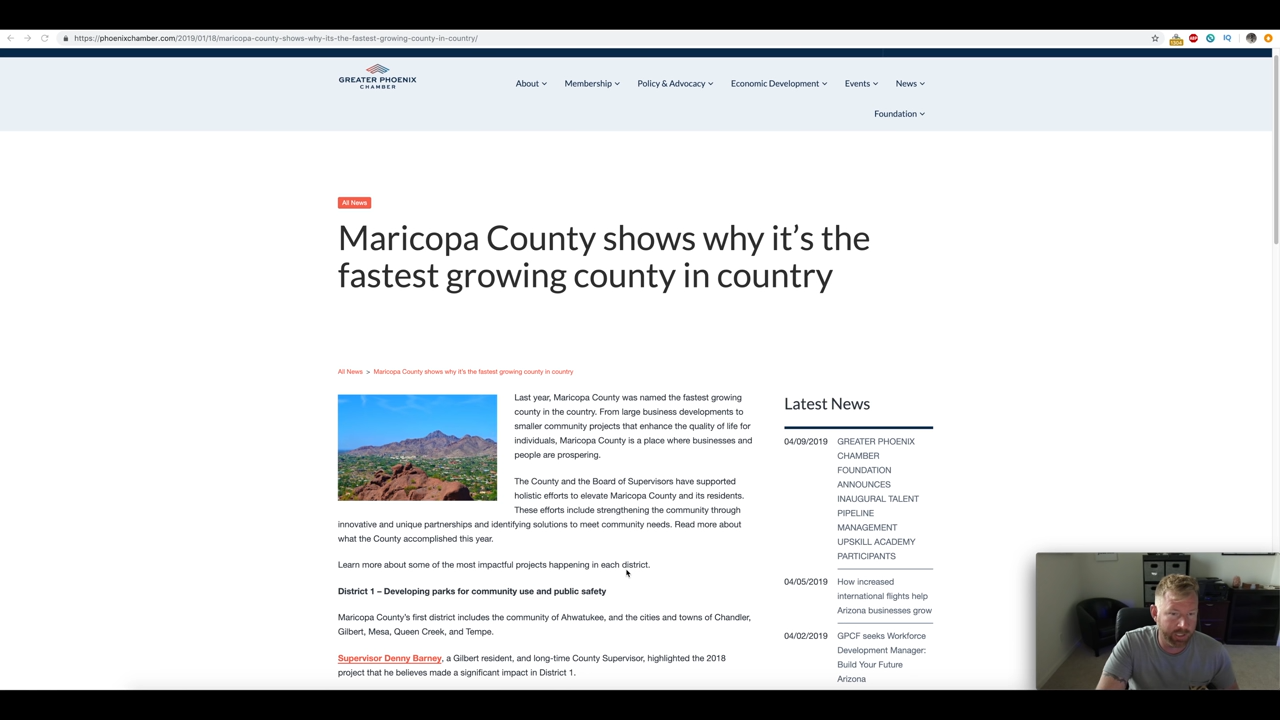 https://phoenixchamber.com/2019/01/18/maricopa-county-shows-why-its-the-fastest-growing-county-in-country/
IQ
GREATER PHOENIX
CHAMBER
About
Membership
Policy & Advocacy
Economic Development
Events
News
Foundation
All News
Maricopa County shows why it’s the
fastest growing county in country
All News > Maricopa County shows why it's the fastest growing county in country
Last year, Maricopa County was named the fastest growing
county in the country. From large business developments to
smaller community projects that enhance the quality of life for
individuals, Maricopa County is a place where businesses and
people are prospering.
The County and the Board of Supervisors have supported
holistic efforts to elevate Maricopa County and its residents.
These efforts include strengthening the community through
innovative and unique partnerships and identifying solutions to meet community needs. Read more about
what the County accomplished this year.
Learn more about some of the most impactful projects happening in each district.
District 1 – Developing parks for community use and public safety
Maricopa County's first district includes the community of Ahwatukee, and the cities and towns of Chandler,
Gilbert, Mesa, Queen Creek, and Tempe.
Supervisor Denny Barney, a Gilbert resident, and long-time County Supervisor, highlighted the 2018
project that he believes made a significant impact in District 1.
Latest News
04/09/2019 GREATER PHOENIX
CHAMBER
FOUNDATION
ANNOUNCES
INAUGURAL TALENT
PIPELINE
MANAGEMENT
UPSKILL ACADEMY
PARTICIPANTS
04/05/2019 How increased
international flights help
Arizona businesses grow
04/02/2019 GPCF seeks Workforce
Development Manager:
Build Your Future
Arizona